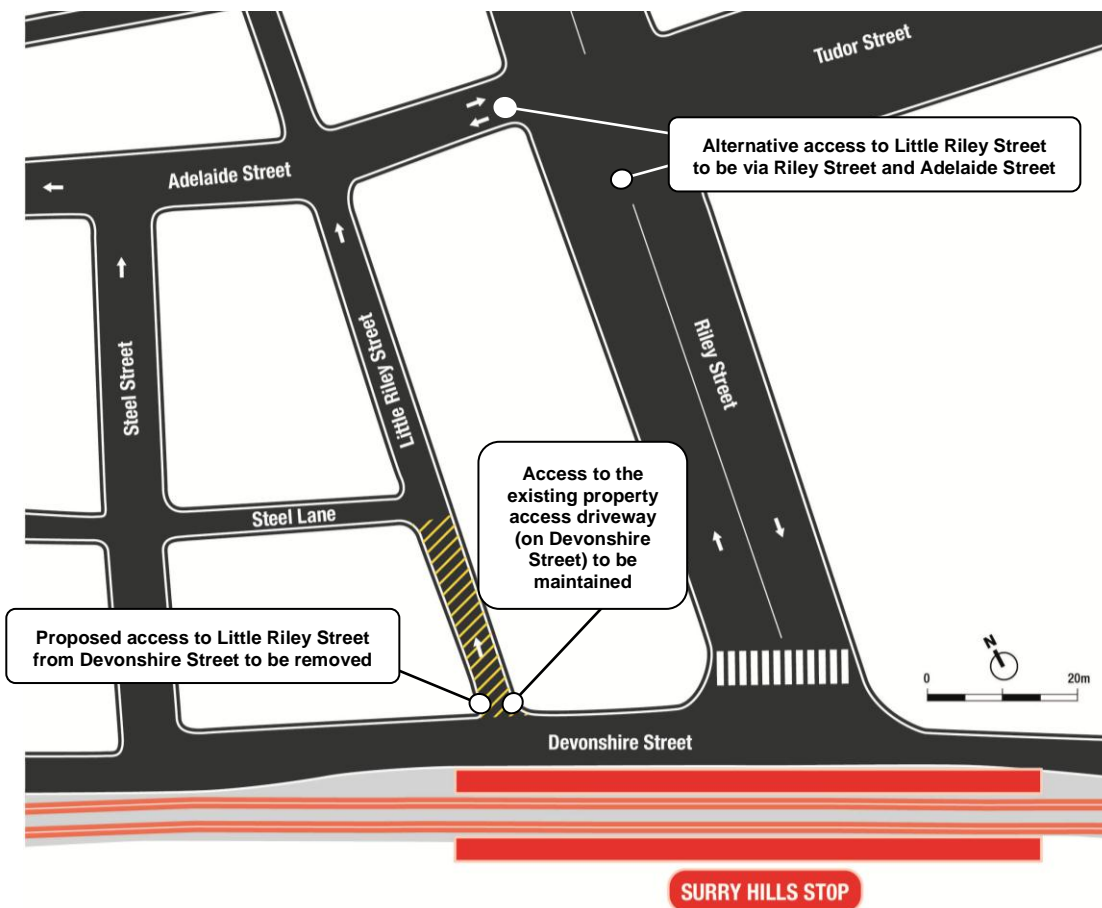 Tudor Street
Alternative access to Little Riley Street
to be via Riley Street and Adelaide Street
Adelaide Street
Steel Street
Little Riley Street
Riley Street
Access to the
existing property
access driveway
(on Devonshire
Street) to be
maintained
Steel Lane
Proposed access to Little Riley Street
from Devonshire Street to be removed
N
0
20m
Devonshire Street
SURRY HILLS STOP